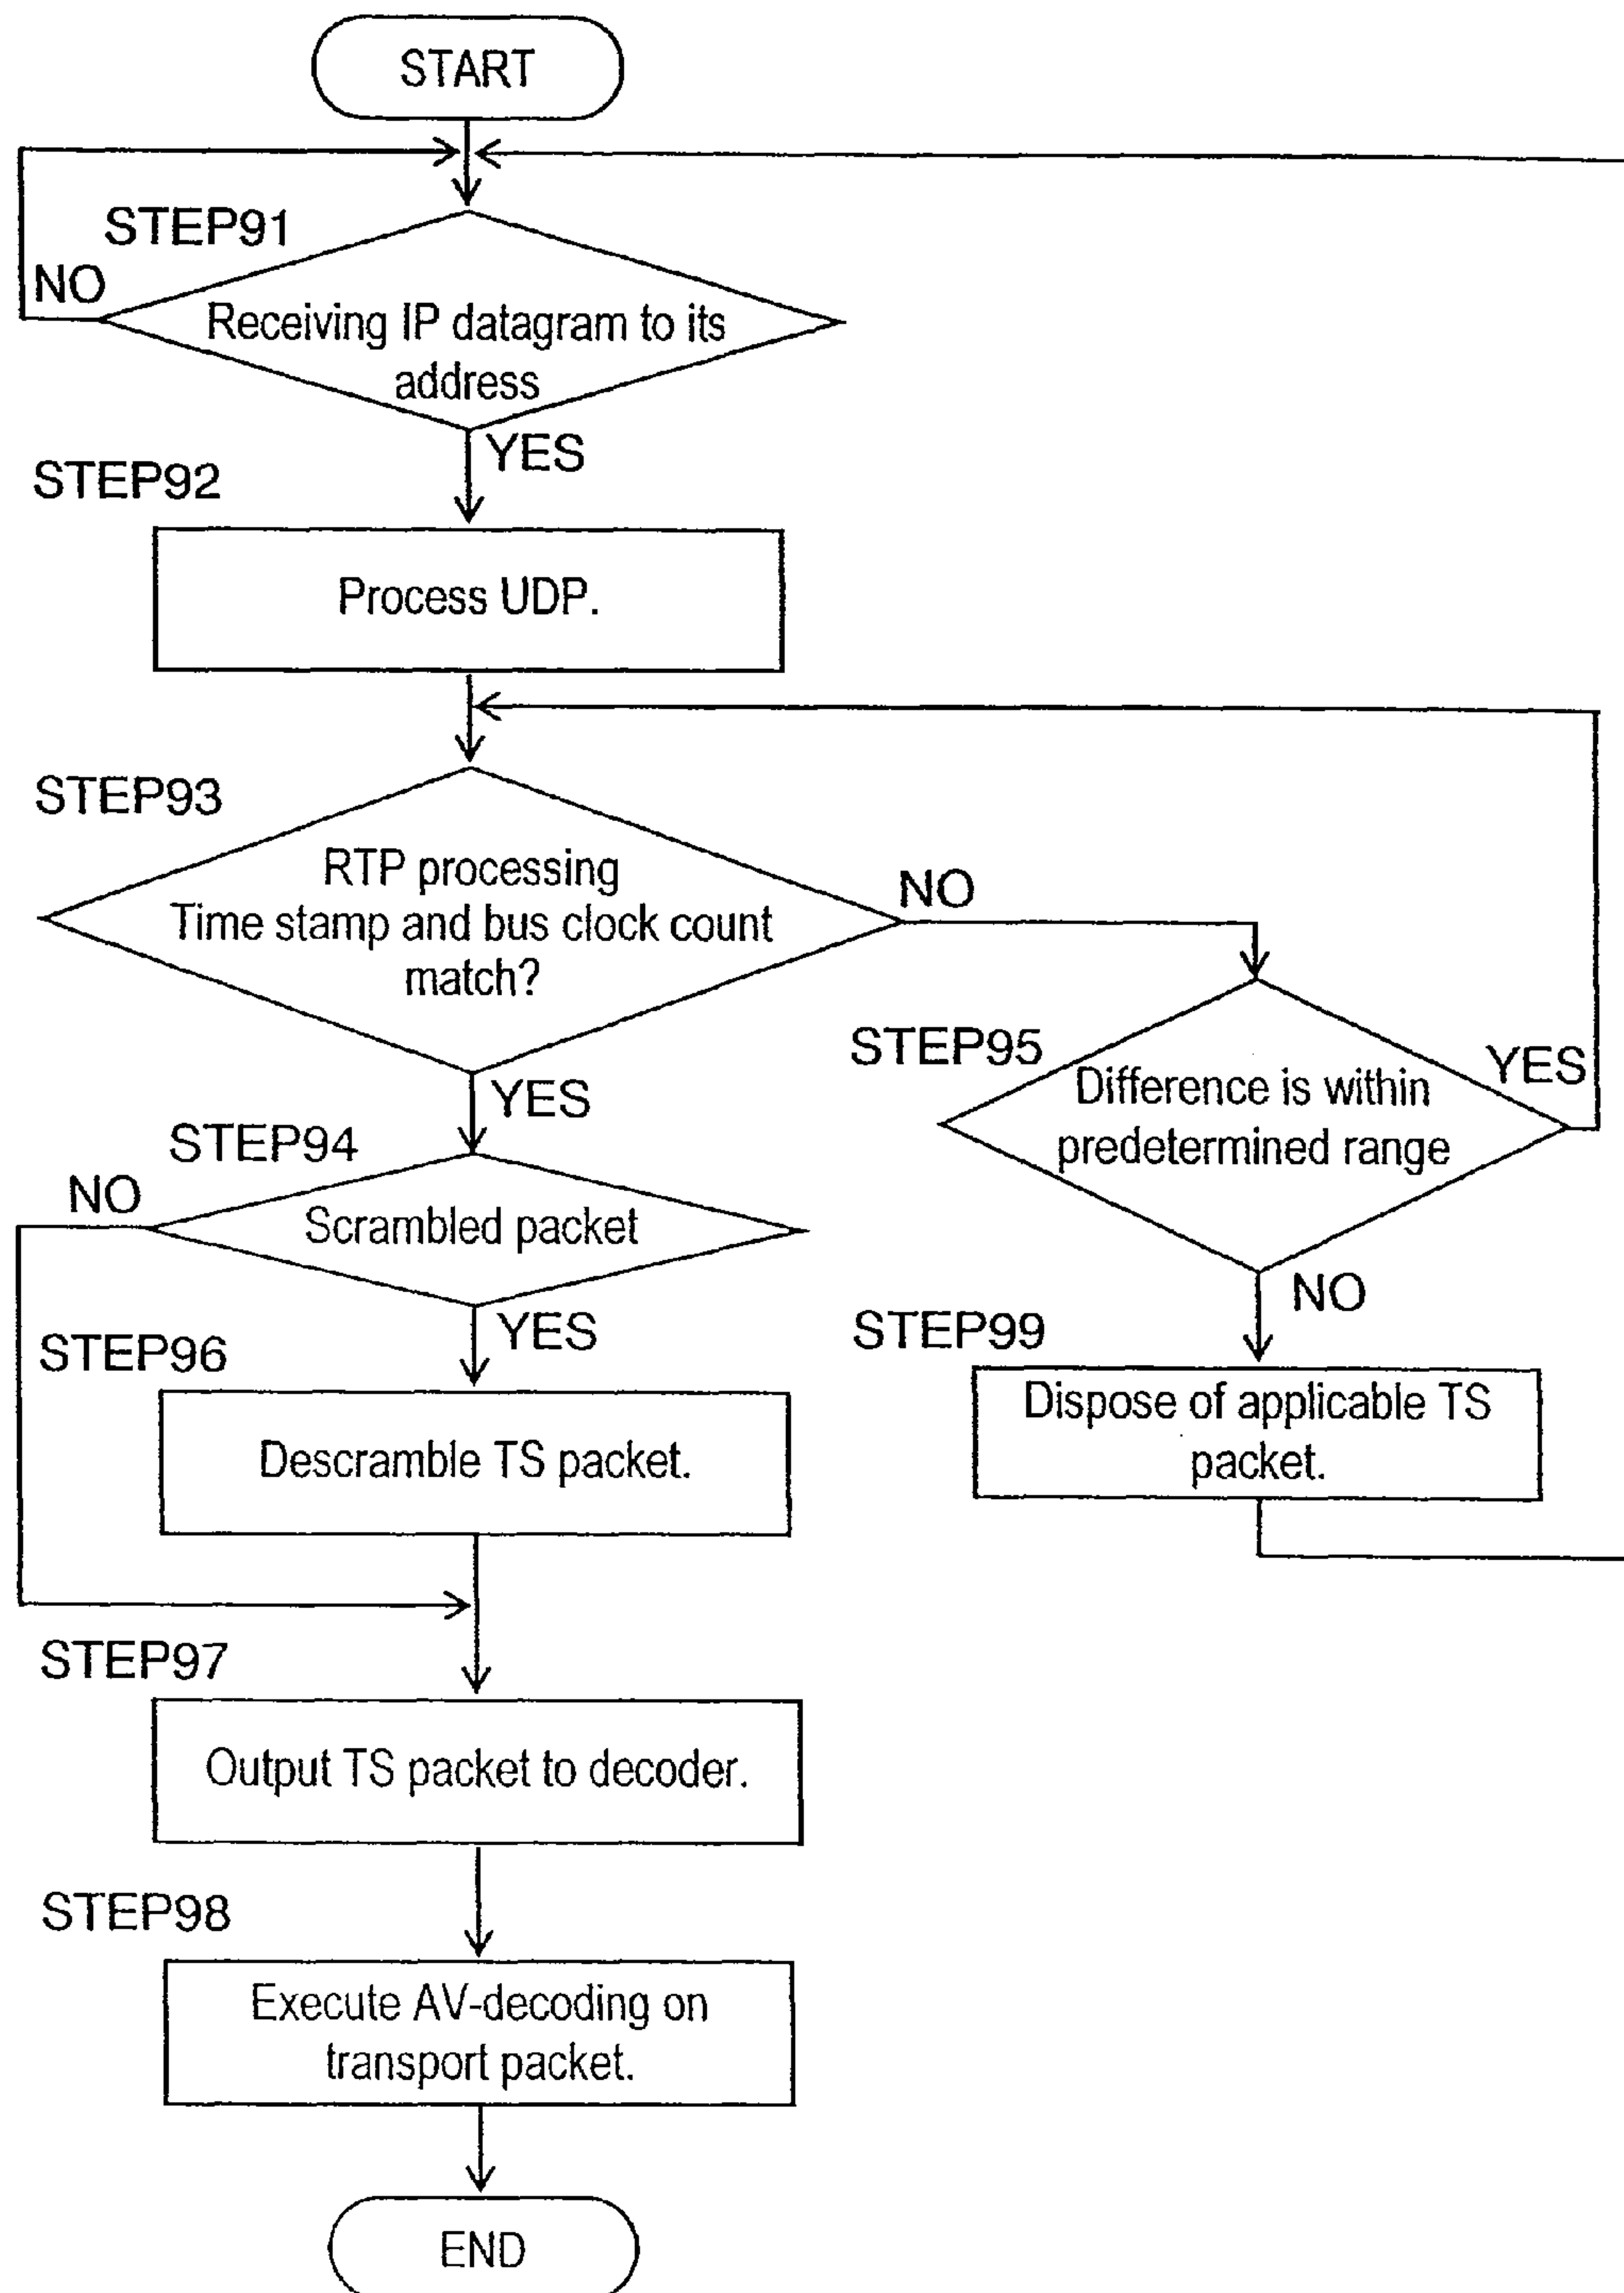 START
STEP91
NO
Receiving IP datagram to its
address
YES
STEP92
Process UDP.
STEP93
RTP processing
Time stamp and bus clock count
match?
NO
YES
STEP95
Difference is within
predetermined range
YES
STEP94
NO
Scrambled packet
YES
NO
STEP99
Dispose of applicable TS
packet.
STEP96
Descramble TS packet.
STEP97
Output TS packet to decoder.
STEP98
Execute AV-decoding on
transport packet.
END